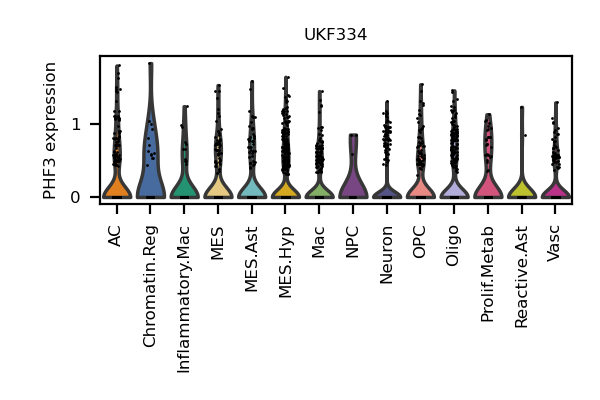 UKF334
PHF3 expression
1
0
AC
Chromatin.Reg
Inflammatory.Mac
MES
MES.Ast
MES.Hyp
Mac
NPC
Neuron
OPC
Oligo
Prolif.Metab
Reactive.Ast
Vasc